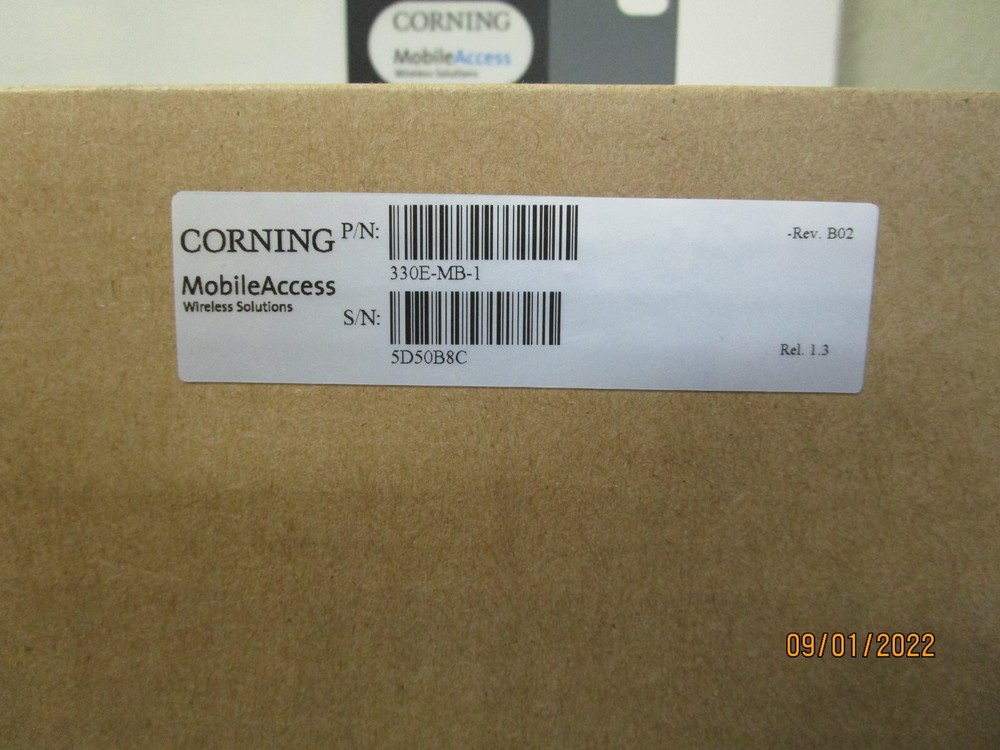 CORNING
MobileAccess
Wireless Solutions
CORNING
MobileAccess
Wireless Solutions
P/N:
330E-MB-1
S/N:
5D50B8C
-Rev. B02
Rel. 1.3
09/01/2022